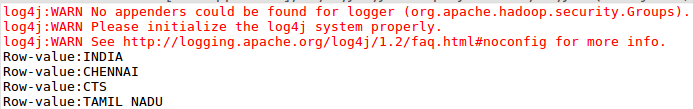 log4j:WARN No appenders could be found for logger (org.apache.hadoop.security.Groups).
log4j:WARN Please initialize the log4j system properly.
log4j:WARN See http://logging.apache.org/log4j/1.2/faq.html#noconfig for more info.
Row-value:INDIA
Row-value:CHENNAI
Row-value:CTS
Row-value:TAMIL NADU